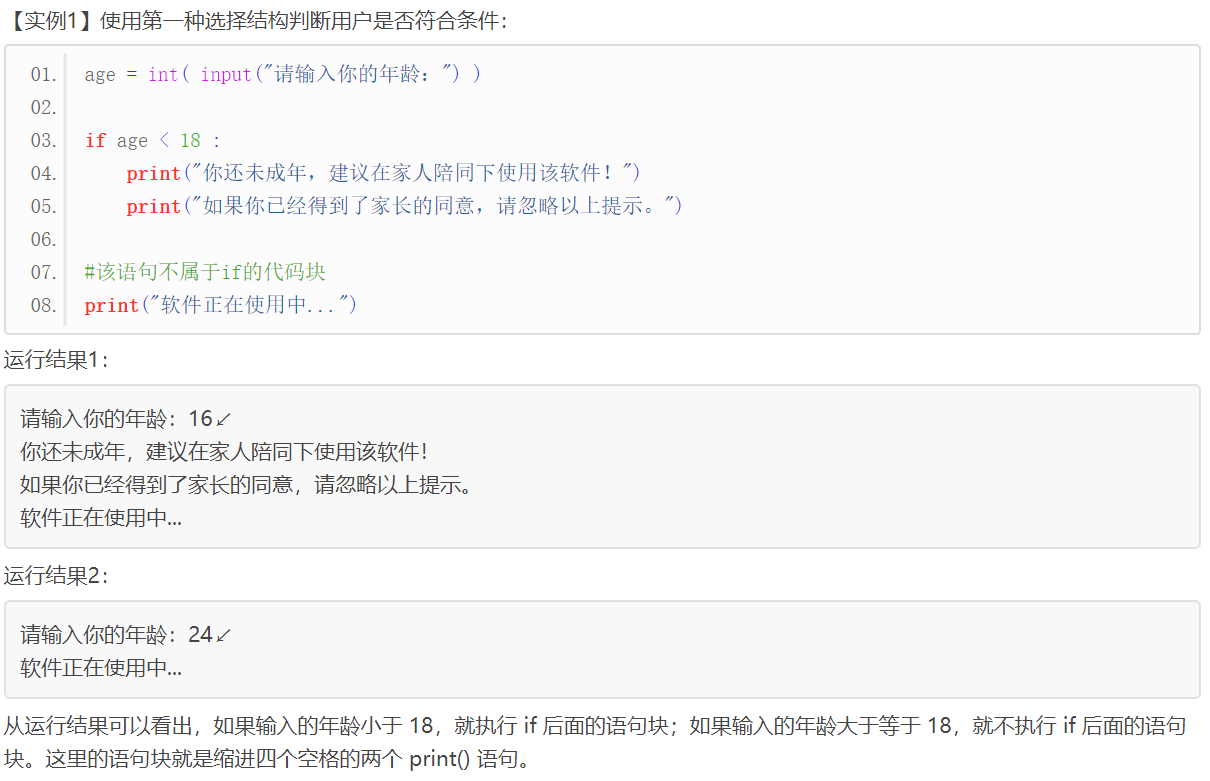 【实例1】使用第一种选择结构判断用户是否符合条件：
01. age = int( input("请输入你的年龄：") )
02.
03. if age < 18 :
04.     print("你还未成年，建议在家人陪同下使用该软件！")
05.     print("如果你已经得到了家长的同意，请忽略以上提示。")
06.
07. #该语句不属于if的代码块
08. print("软件正在使用中...")
运行结果1：
请输入你的年龄：16↙
你还未成年，建议在家人陪同下使用该软件！
如果你已经得到了家长的同意，请忽略以上提示。
软件正在使用中...
运行结果2：
请输入你的年龄：24↙
软件正在使用中...
从运行结果可以看出，如果输入的年龄小于 18，就执行 if 后面的语句块；如果输入的年龄大于等于 18，就不执行 if 后面的语句
块。这里的语句块就是缩进四个空格的两个 print() 语句。